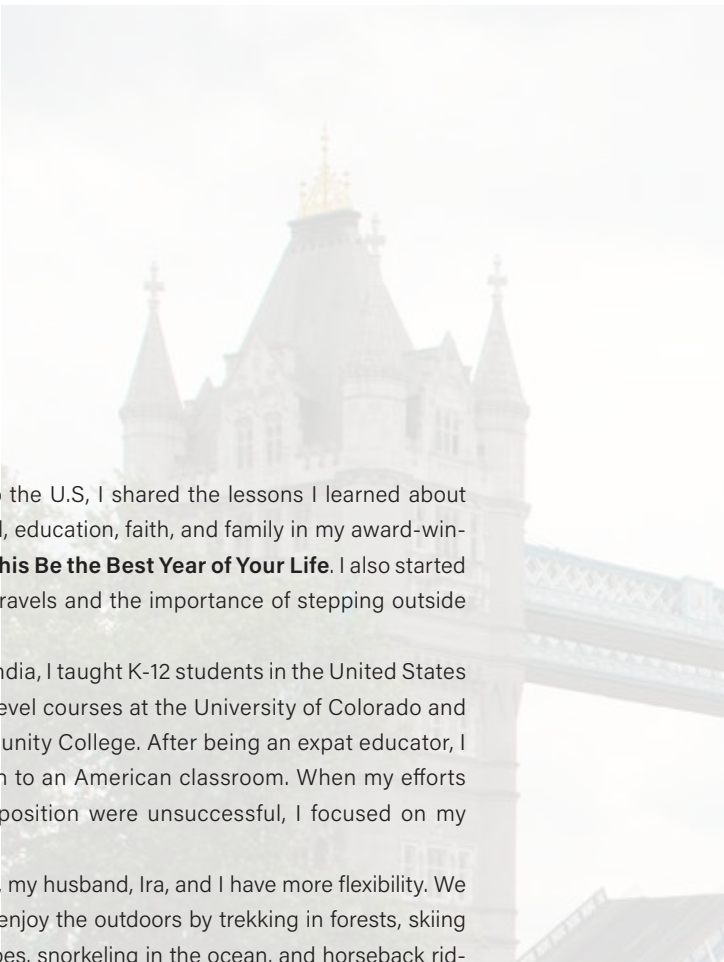 the U.S, I shared the lessons I learned about
, education, faith, and family in my award-win-
his Be the Best Year of Your Life. I also started
ravels and the importance of stepping outside
ndia, I taught K-12 students in the United States
evel courses at the University of Colorado and
unity College. After being an expat educator, I
n to an American classroom. When my efforts
position were unsuccessful, I focused on my
, my husband, Ira, and I have more flexibility. We
enjoy the outdoors by trekking in forests, skiing
pes, snorkeling in the ocean, and horseback rid-